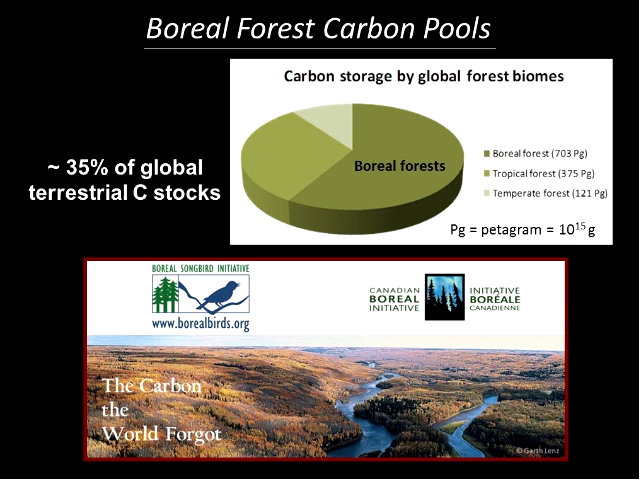 Boreal Forest Carbon Pools
Carbon storage by global forest biomes
~ 35% of global
terrestrial C stocks
Boreal forests
Boreal forest (703 Pg)
Tropical forest (375 Pg)
Temperate forest (121 Pg)
Pg = petagram = 10¹⁵ g
BOREAL SONGBIRD INITIATIVE
www.borealbirds.org
CANADIAN
BOREAL
INITIATIVE
INITIATIVE
BORÉALE
CANADIENNE
The Carbon
the
World Forgot
© Garth Lenz